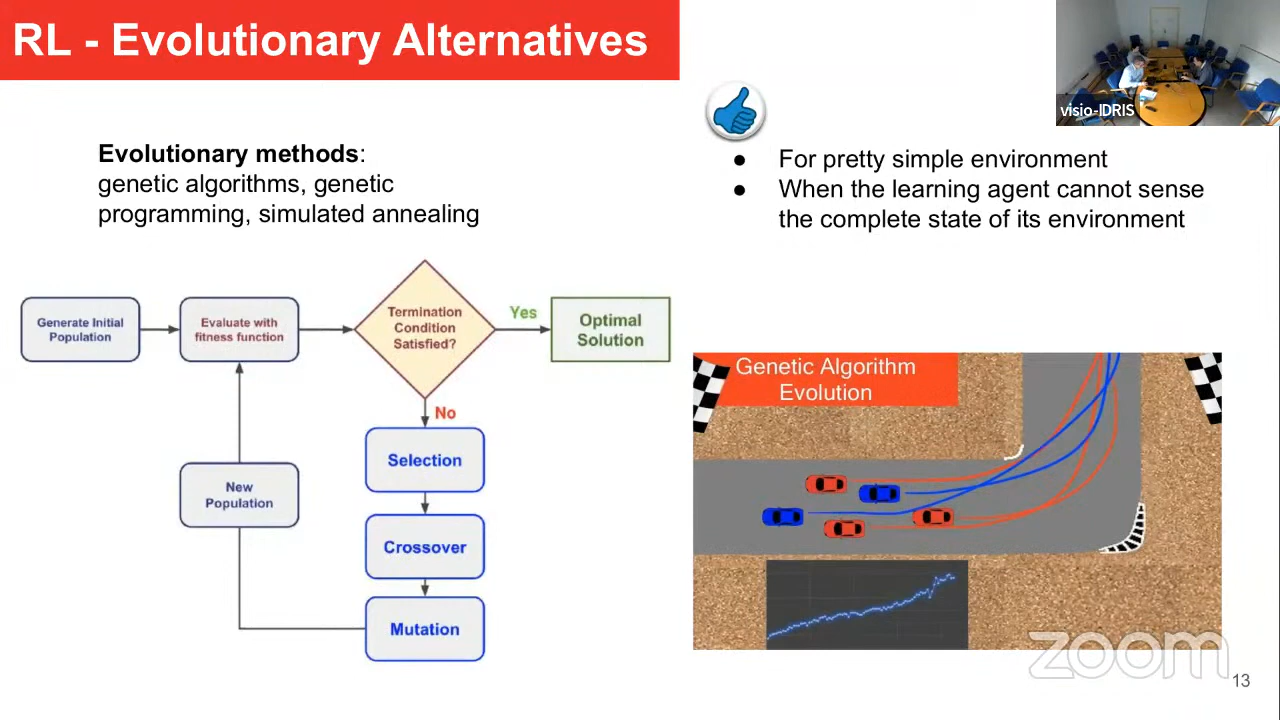 RL - Evolutionary Alternatives
visio-IDRIS
Evolutionary methods:
genetic algorithms, genetic
programming, simulated annealing
● For pretty simple environment
● When the learning agent cannot sense
the complete state of its environment
Generate Initial
Population
Evaluate with
fitness function
Termination
Condition
Satisfied?
Yes
Optimal
Solution
No
Selection
New
Population
Crossover
Mutation
Genetic Algorithm
Evolution
zoom
13